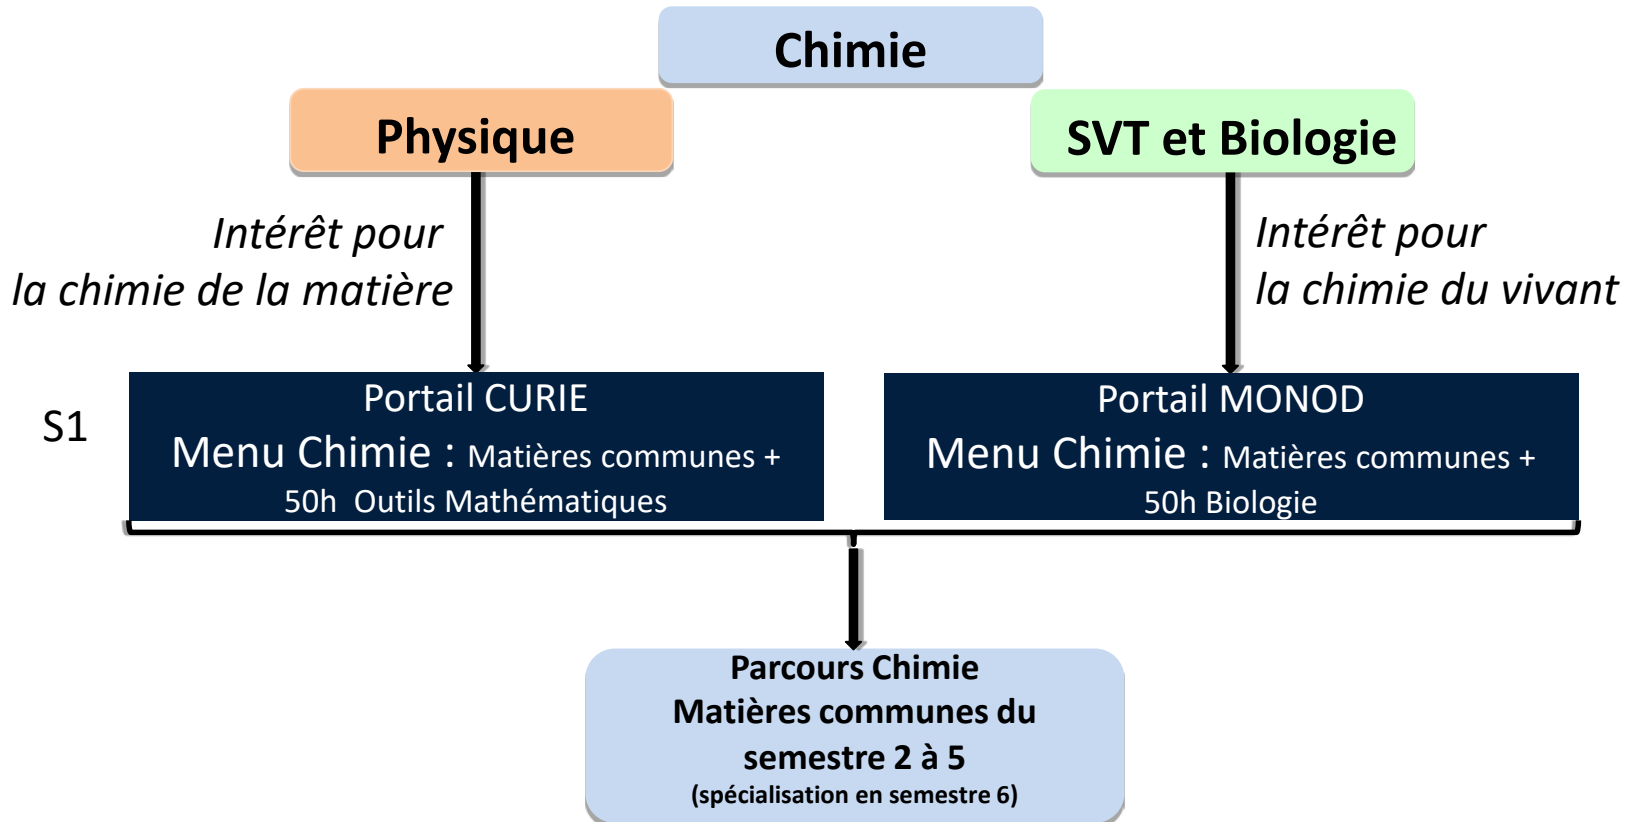 Chimie
Physique
SVT et Biologie
Intérêt pour
la chimie de la matière
Intérêt pour
la chimie du vivant
S1
Portail CURIE
Menu Chimie : Matières communes +
50h Outils Mathématiques
Portail MONOD
Menu Chimie : Matières communes +
50h Biologie
Parcours Chimie
Matières communes du
semestre 2 à 5
(spécialisation en semestre 6)